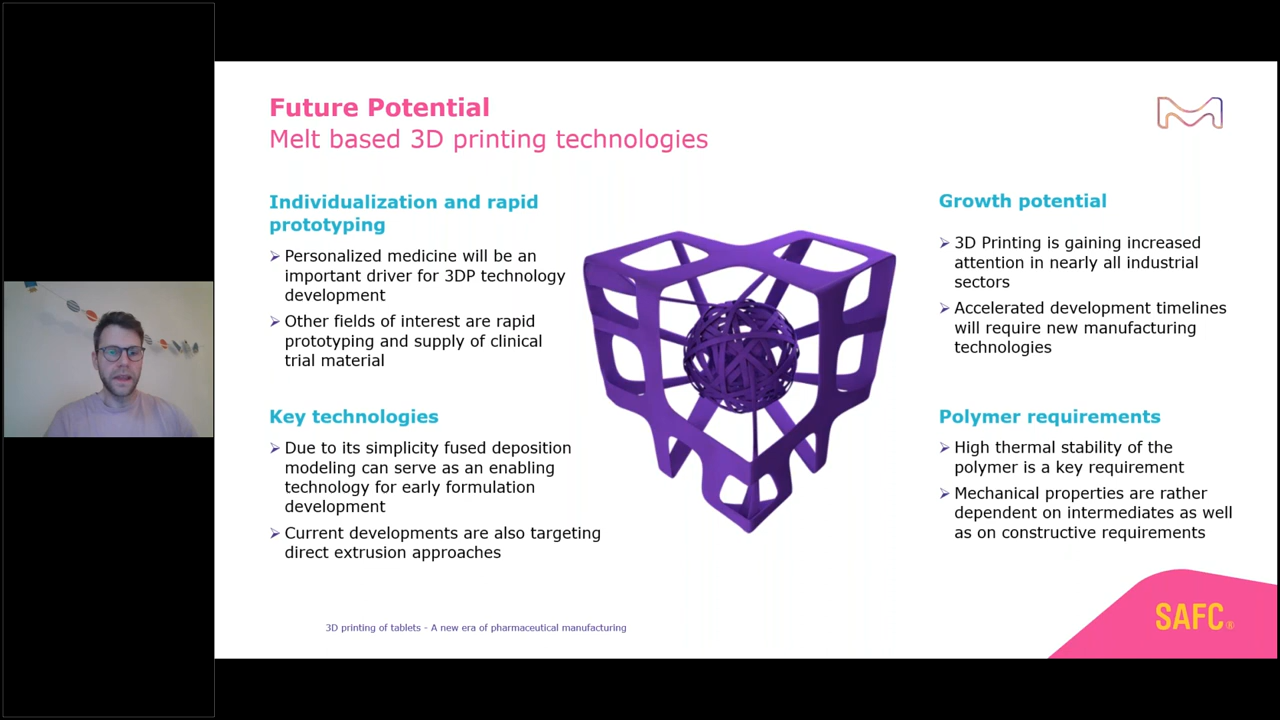 Future Potential
Melt based 3D printing technologies
Individualization and rapid
prototyping
Personalized medicine will be an
important driver for 3DP technology
development
Other fields of interest are rapid
prototyping and supply of clinical
trial material
Key technologies
Due to its simplicity fused deposition
modeling can serve as an enabling
technology for early formulation
development
Current developments are also targeting
direct extrusion approaches
Growth potential
3D Printing is gaining increased
attention in nearly all industrial
sectors
Accelerated development timelines
will require new manufacturing
technologies
Polymer requirements
High thermal stability of the
polymer is a key requirement
Mechanical properties are rather
dependent on intermediates as well
as on constructive requirements
3D printing of tablets - A new era of pharmaceutical manufacturing
SAFC®